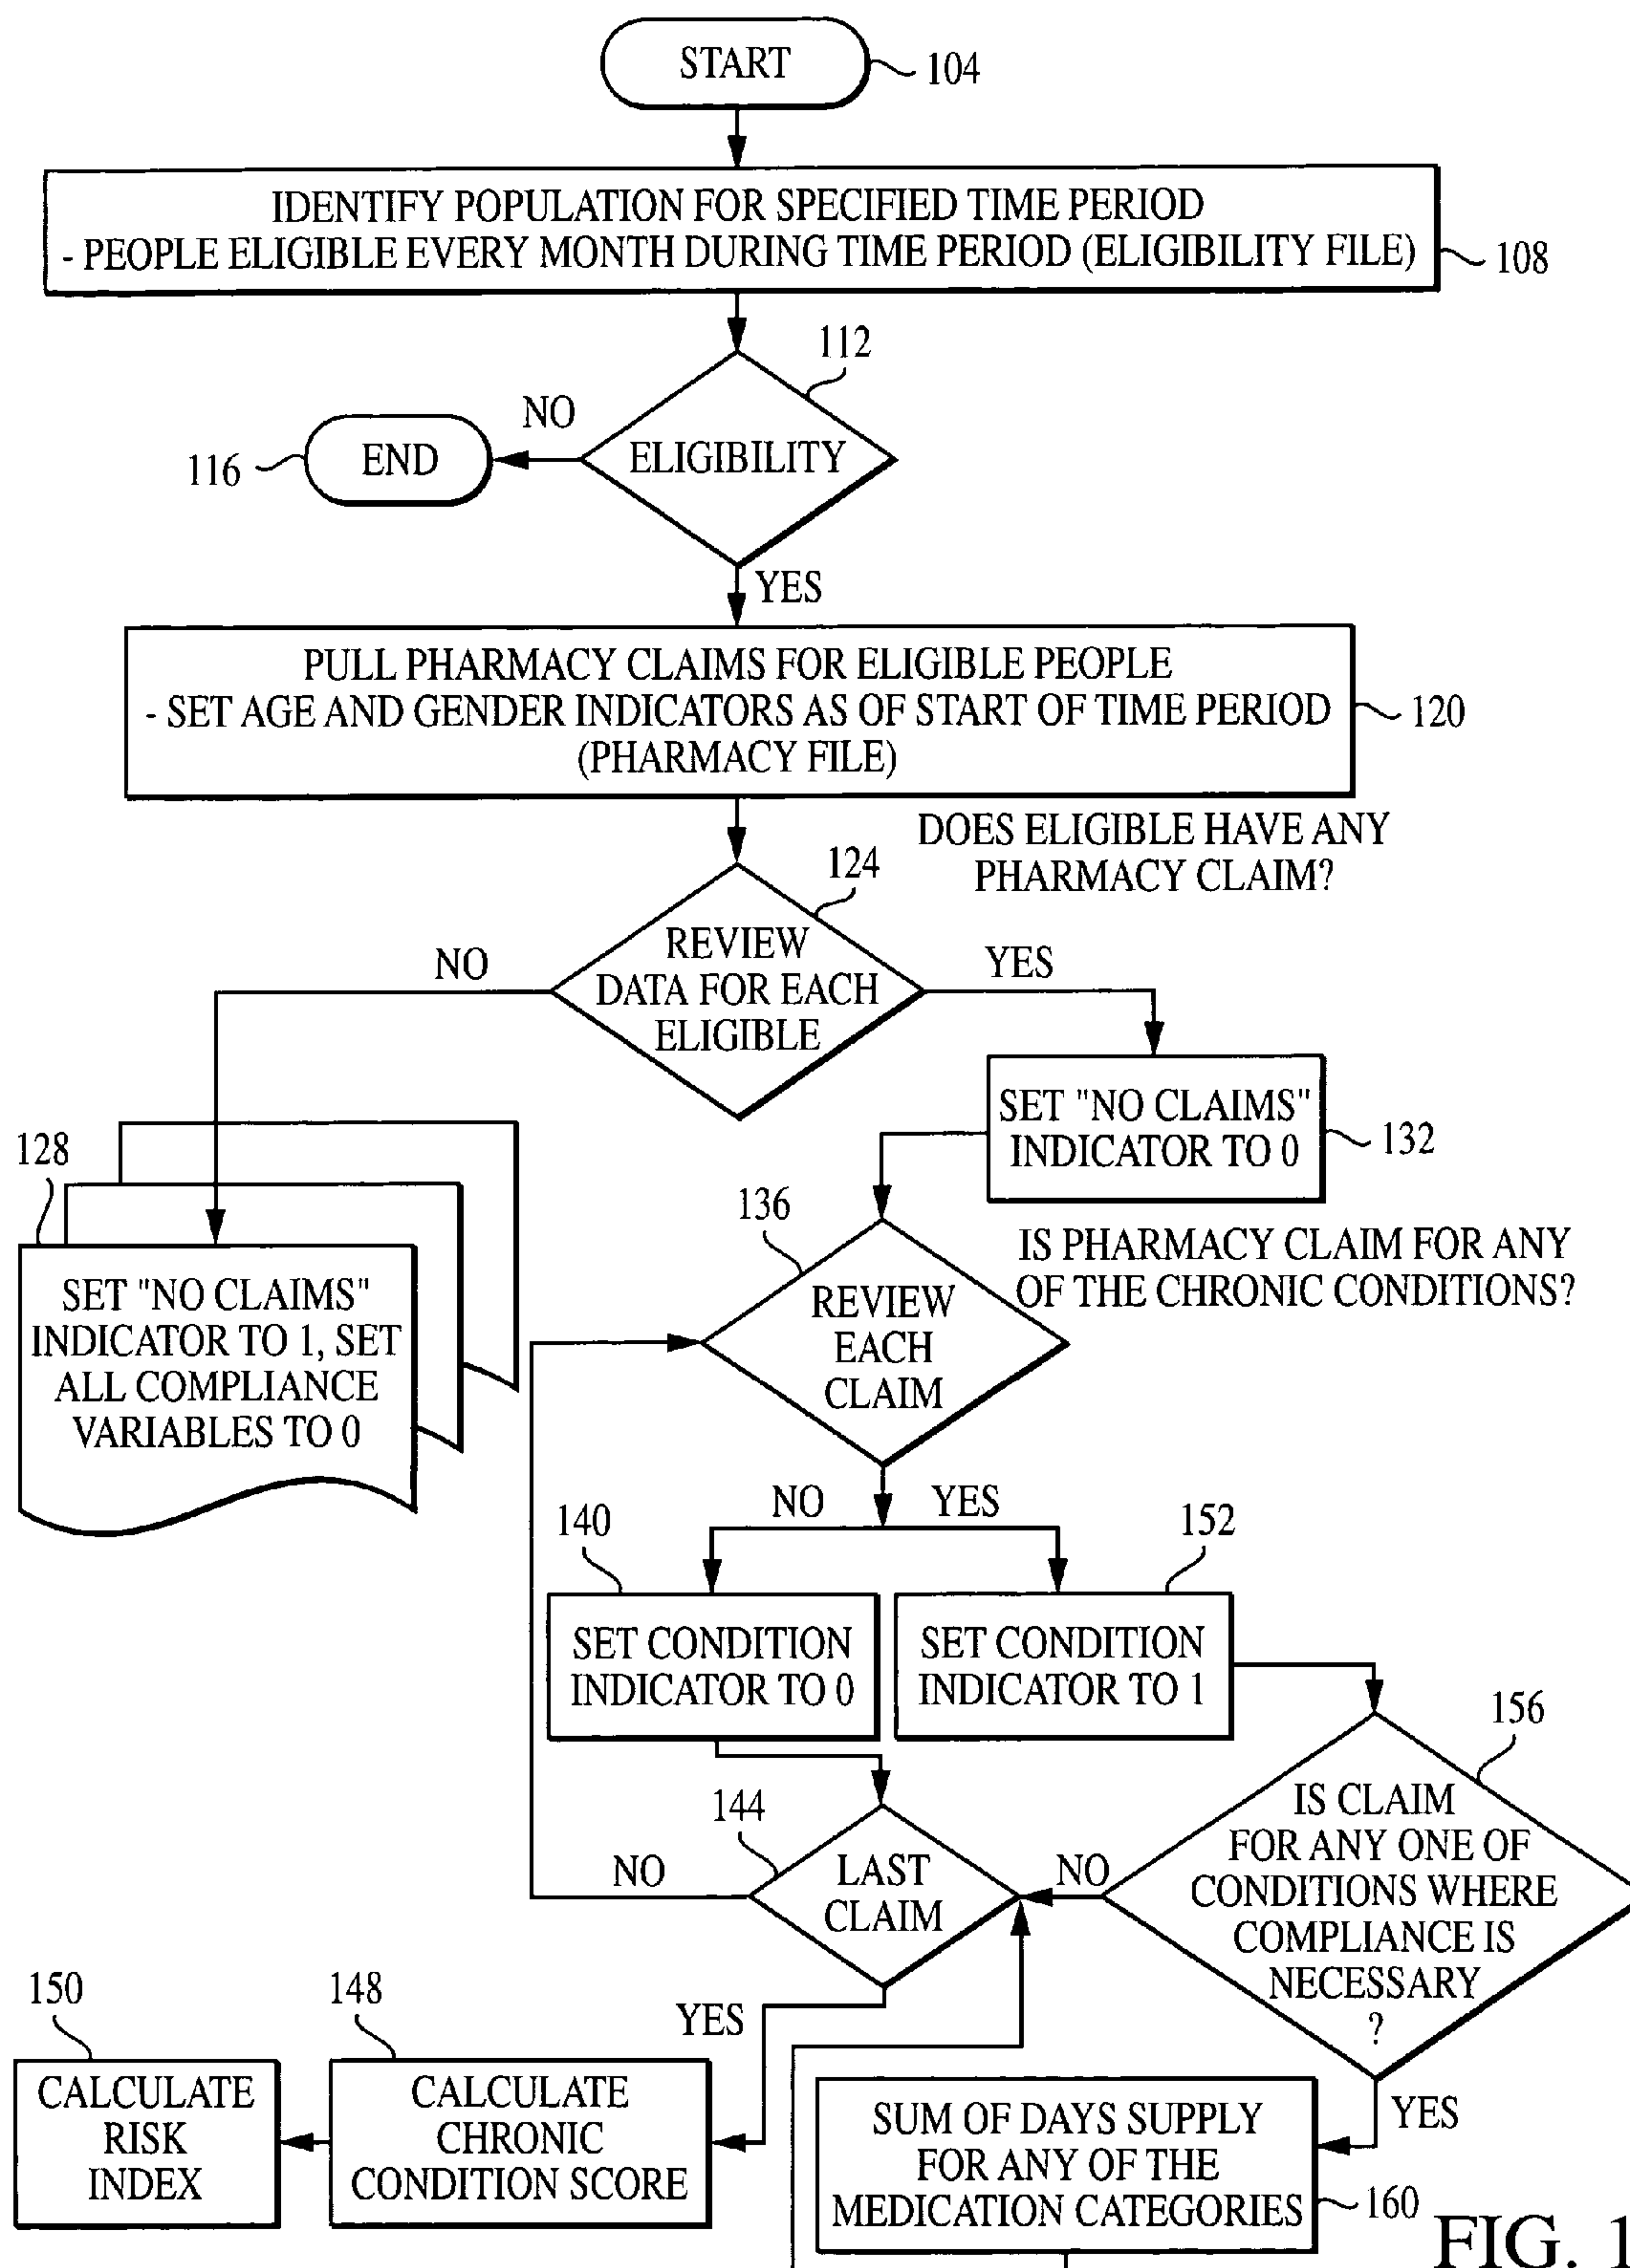 START
104
IDENTIFY POPULATION FOR SPECIFIED TIME PERIOD
- PEOPLE ELIGIBLE EVERY MONTH DURING TIME PERIOD (ELIGIBILITY FILE)
108
112
NO
ELIGIBILITY
END
116
YES
PULL PHARMACY CLAIMS FOR ELIGIBLE PEOPLE
- SET AGE AND GENDER INDICATORS AS OF START OF TIME PERIOD
(PHARMACY FILE)
120
DOES ELIGIBLE HAVE ANY
PHARMACY CLAIM?
124
REVIEW
DATA FOR EACH
ELIGIBLE
NO
YES
SET "NO CLAIMS"
INDICATOR TO 0
132
128
SET "NO CLAIMS"
INDICATOR TO 1, SET
ALL COMPLIANCE
VARIABLES TO 0
136
IS PHARMACY CLAIM FOR ANY
OF THE CHRONIC CONDITIONS?
REVIEW
EACH
CLAIM
NO
YES
140
152
SET CONDITION
INDICATOR TO 0
SET CONDITION
INDICATOR TO 1
156
144
LAST
CLAIM
NO
NO
IS CLAIM
FOR ANY ONE OF
CONDITIONS WHERE
COMPLIANCE IS
NECESSARY
?
YES
YES
150
148
CALCULATE
RISK
INDEX
CALCULATE
CHRONIC
CONDITION SCORE
SUM OF DAYS SUPPLY
FOR ANY OF THE
MEDICATION CATEGORIES
160
FIG. 1